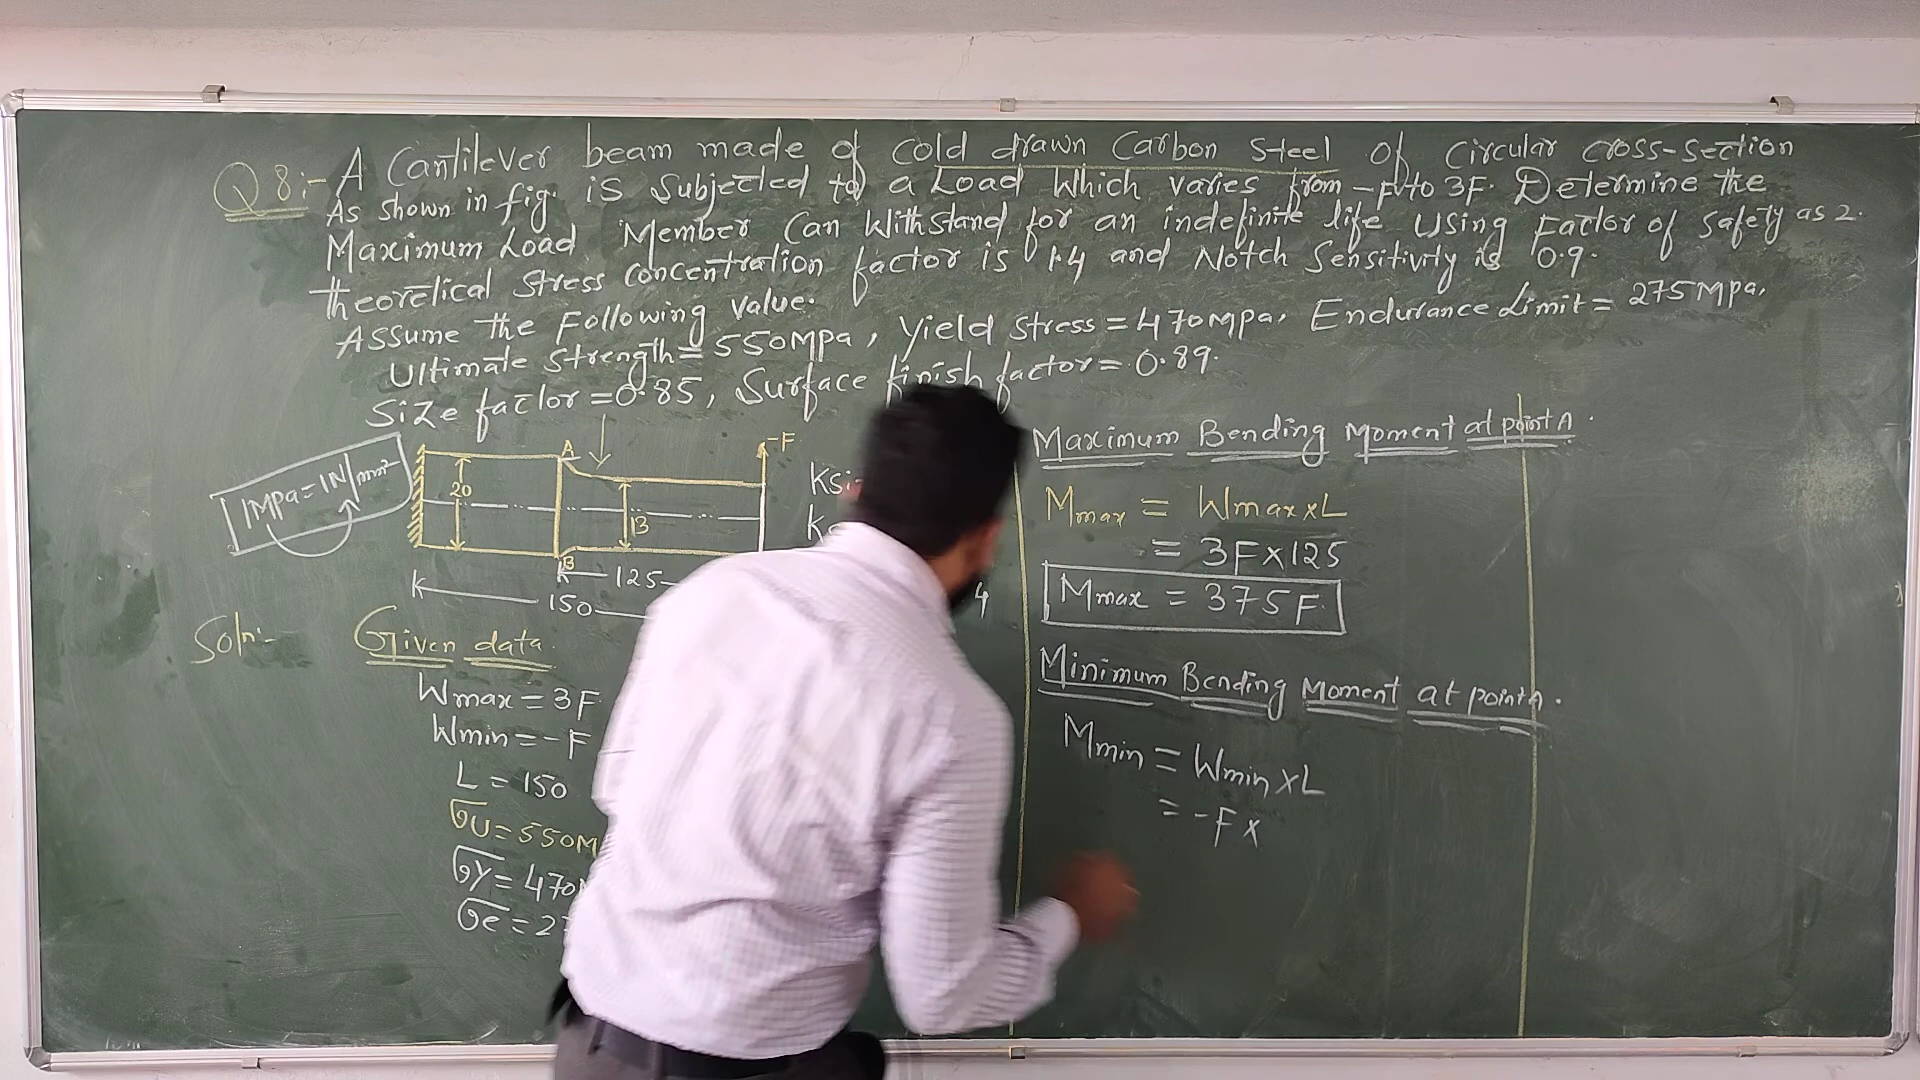 Q8:- A Cantilever beam made of Cold drawn Carbon Steel Of Circular Cross-section
As shown in fig. is Subjected to a Load Which varies from -F to 3F. Determine the
Maximum Load Member Can Withstand for an indefinite life Using Factor of Safety as 2.
theoretical Stress Concentration factor is 1.4 and Notch Sensitivity is 0.9.
Assume the Following value.
Ultimate Strength = 550MPa, Yield Stress = 470MPa, Endurance Limit = 275MPa,
Size factor = 0.85, Surface finish factor = 0.89.
1MPa = 1N/mm²
20
A
13
B
-F
125
150
Soln:-
Given data.
Wmax = 3F
Wmin = -F
L = 150
σu = 550M
σy = 470
σe = 2
4
Maximum Bending Moment at point A.
Mmax = Wmax x L
= 3F x 125
Mmax = 375F.
Minimum Bending Moment at point A.
Mmin = Wmin x L
= -F x